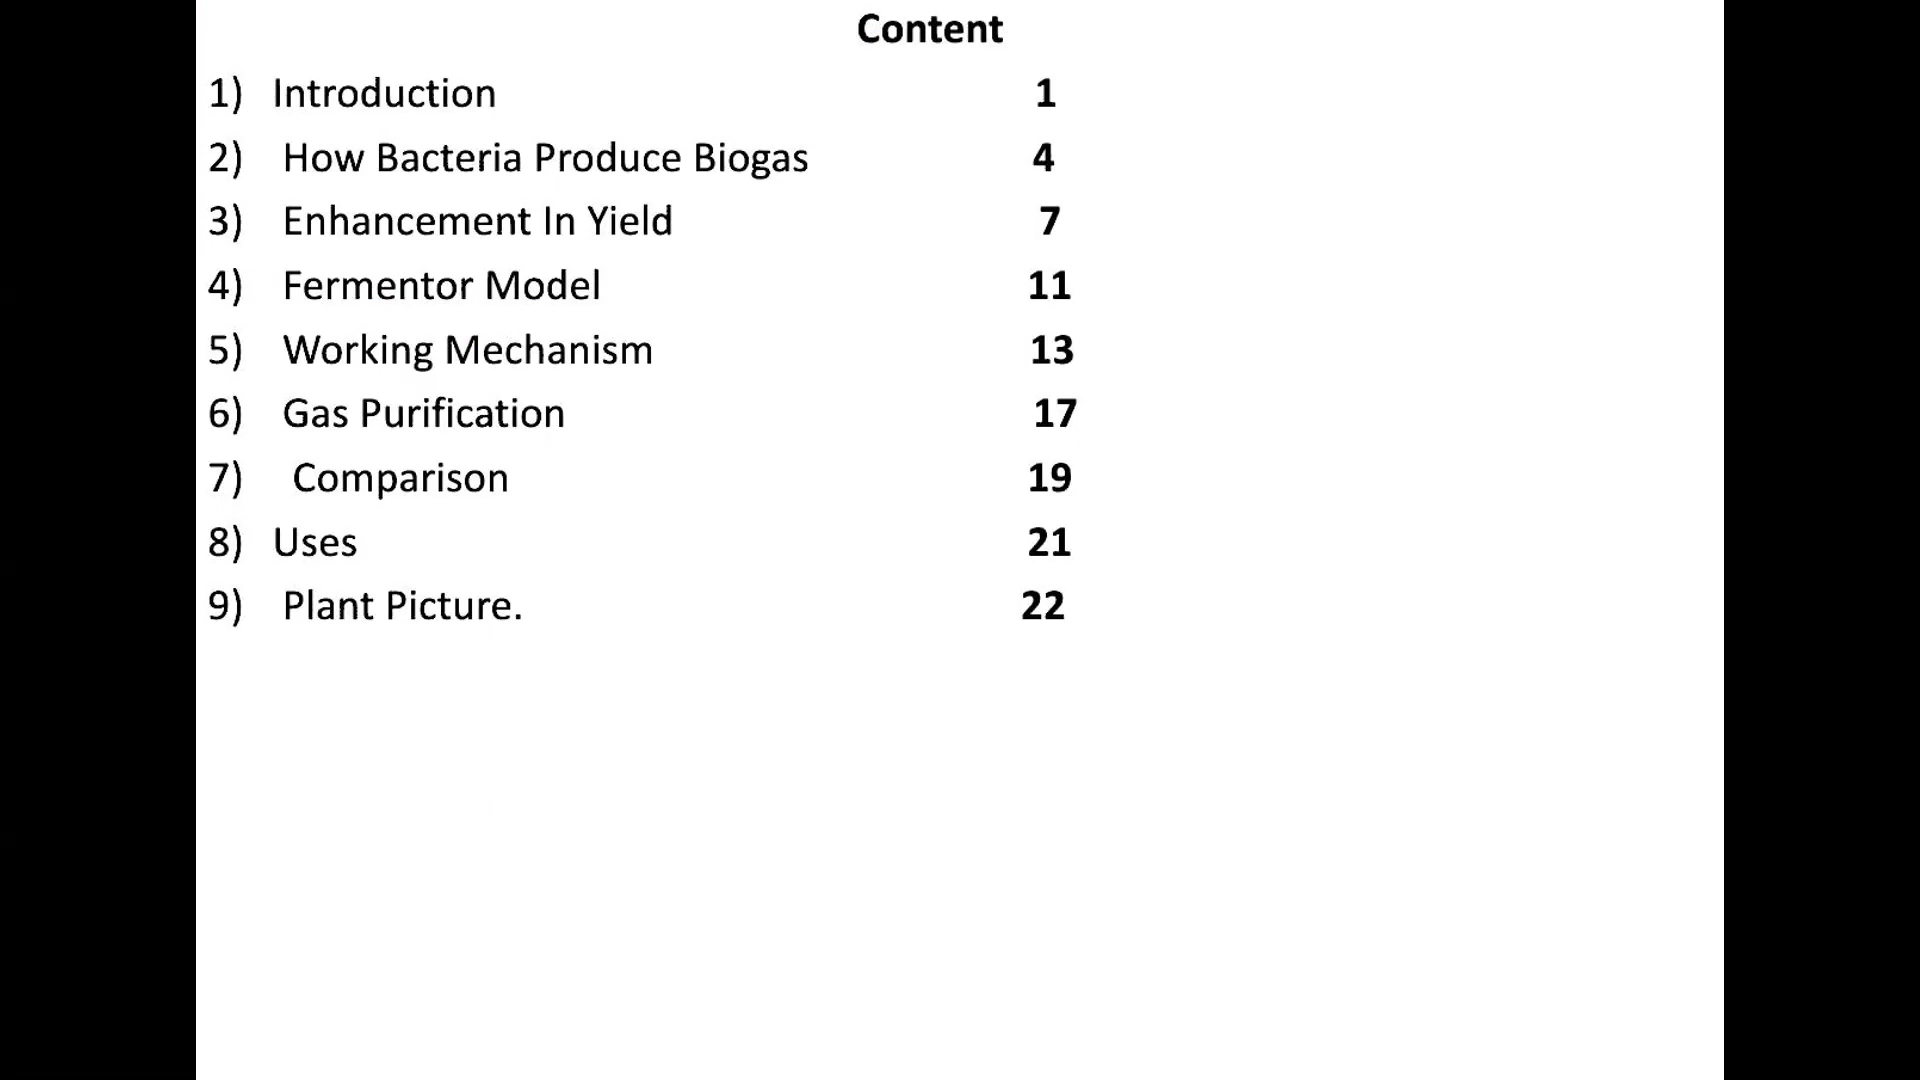 Content
1) Introduction 1
2) How Bacteria Produce Biogas 4
3) Enhancement In Yield 7
4) Fermentor Model 11
5) Working Mechanism 13
6) Gas Purification 17
7) Comparison 19
8) Uses 21
9) Plant Picture. 22